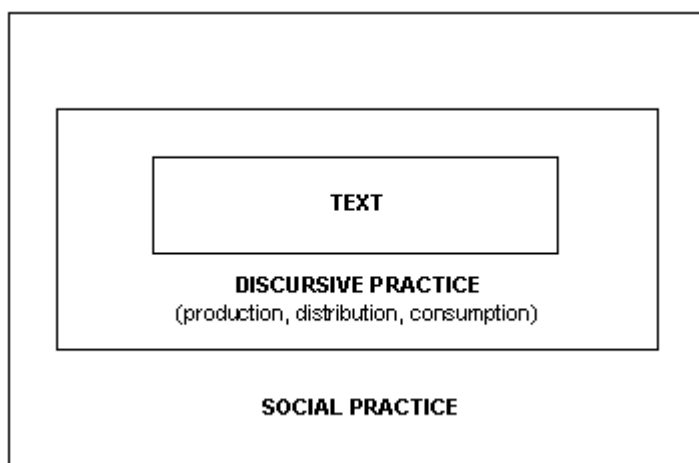 TEXT
DISCURSIVE PRACTICE
(production, distribution, consumption)
SOCIAL PRACTICE